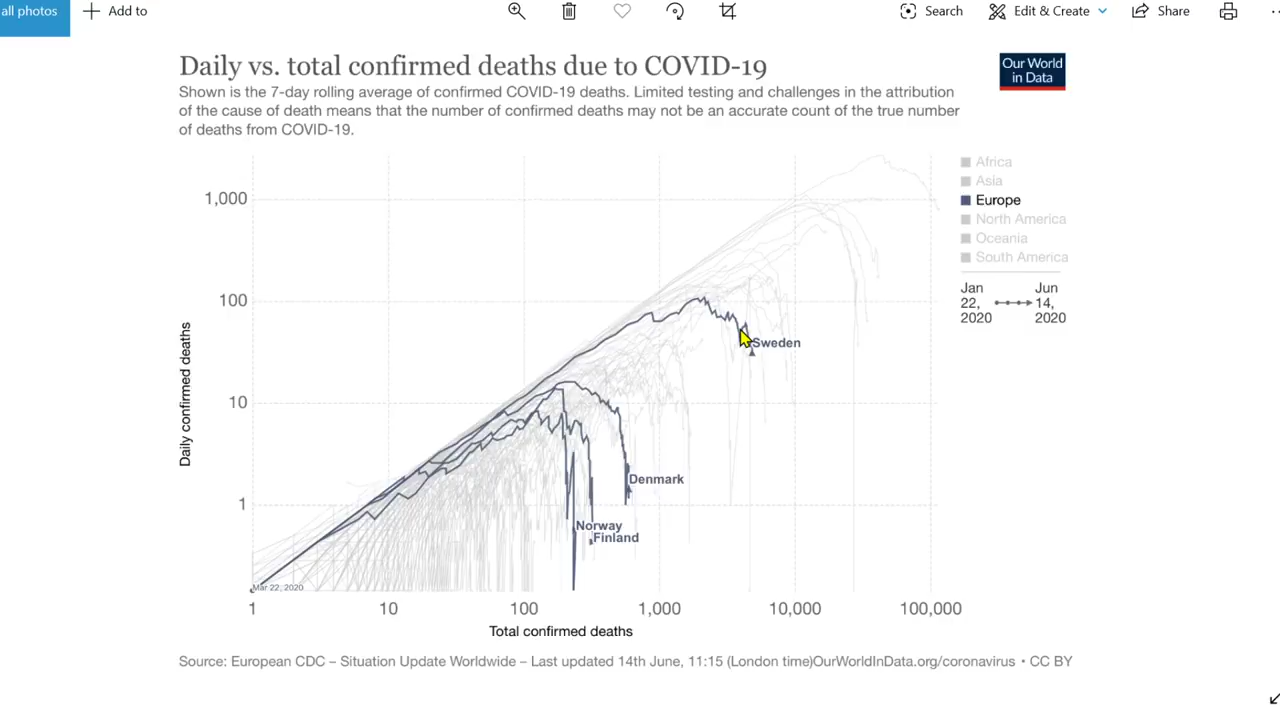 all photos
Add to
Search
Edit & Create
Share
Daily vs. total confirmed deaths due to COVID-19
Our World
in Data
Shown is the 7-day rolling average of confirmed COVID-19 deaths. Limited testing and challenges in the attribution
of the cause of death means that the number of confirmed deaths may not be an accurate count of the true number
of deaths from COVID-19.
Africa
Asia
Europe
North America
Oceania
South America
Jan
22,
2020
Jun
14,
2020
1,000
100
10
1
Daily confirmed deaths
Sweden
Denmark
Norway
Finland
Mar 22, 2020
1
10
100
1,000
10,000
100,000
Total confirmed deaths
Source: European CDC – Situation Update Worldwide – Last updated 14th June, 11:15 (London time)OurWorldInData.org/coronavirus • CC BY